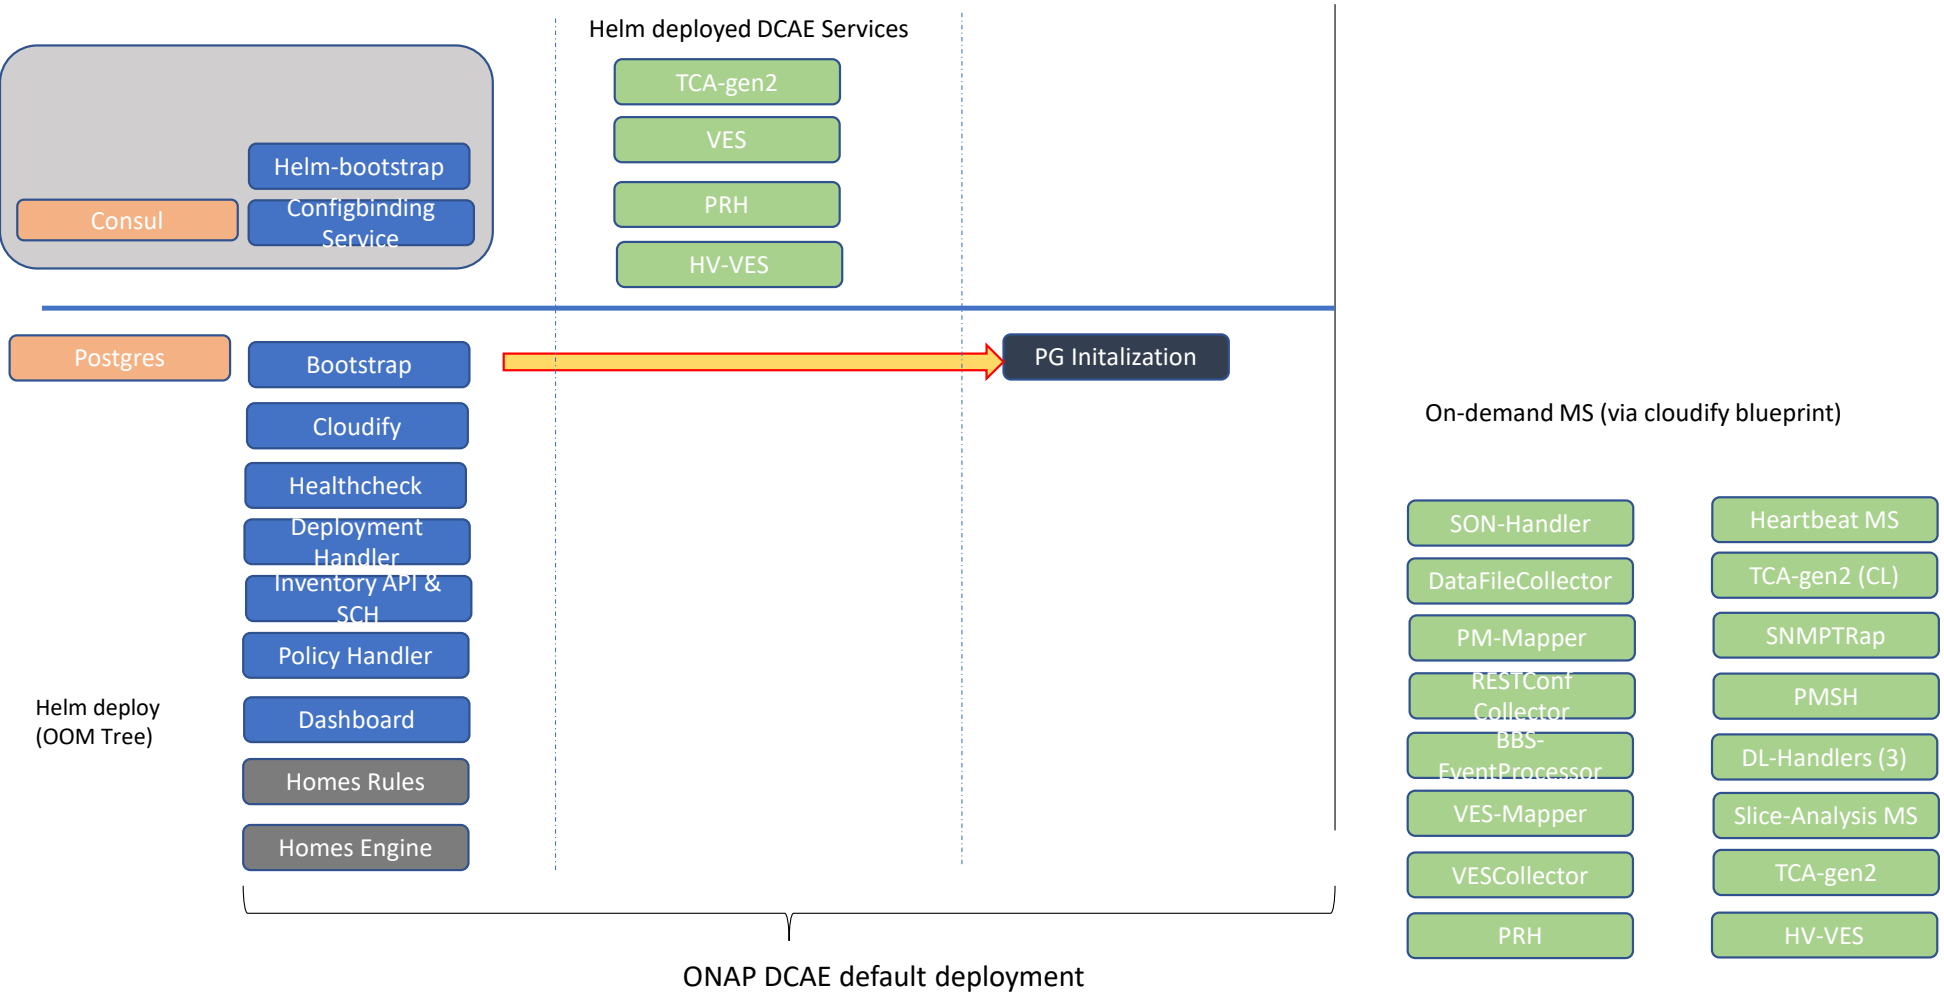 Helm deployed DCAE Services
TCA-gen2
VES
PRH
HV-VES
Helm-bootstrap
Consul
Configbinding
Service
Postgres
Bootstrap
PG Initalization
Cloudify
Healthcheck
Deployment
Handler
Inventory API &
SCH
Policy Handler
Dashboard
Homes Rules
Homes Engine
Helm deploy
(OOM Tree)
ONAP DCAE default deployment
On-demand MS (via cloudify blueprint)
SON-Handler
DataFileCollector
PM-Mapper
RESTConf
Collector
BBS-
EventProcessor
VES-Mapper
VESCollector
PRH
Heartbeat MS
TCA-gen2 (CL)
SNMPTRap
PMSH
DL-Handlers (3)
Slice-Analysis MS
TCA-gen2
HV-VES